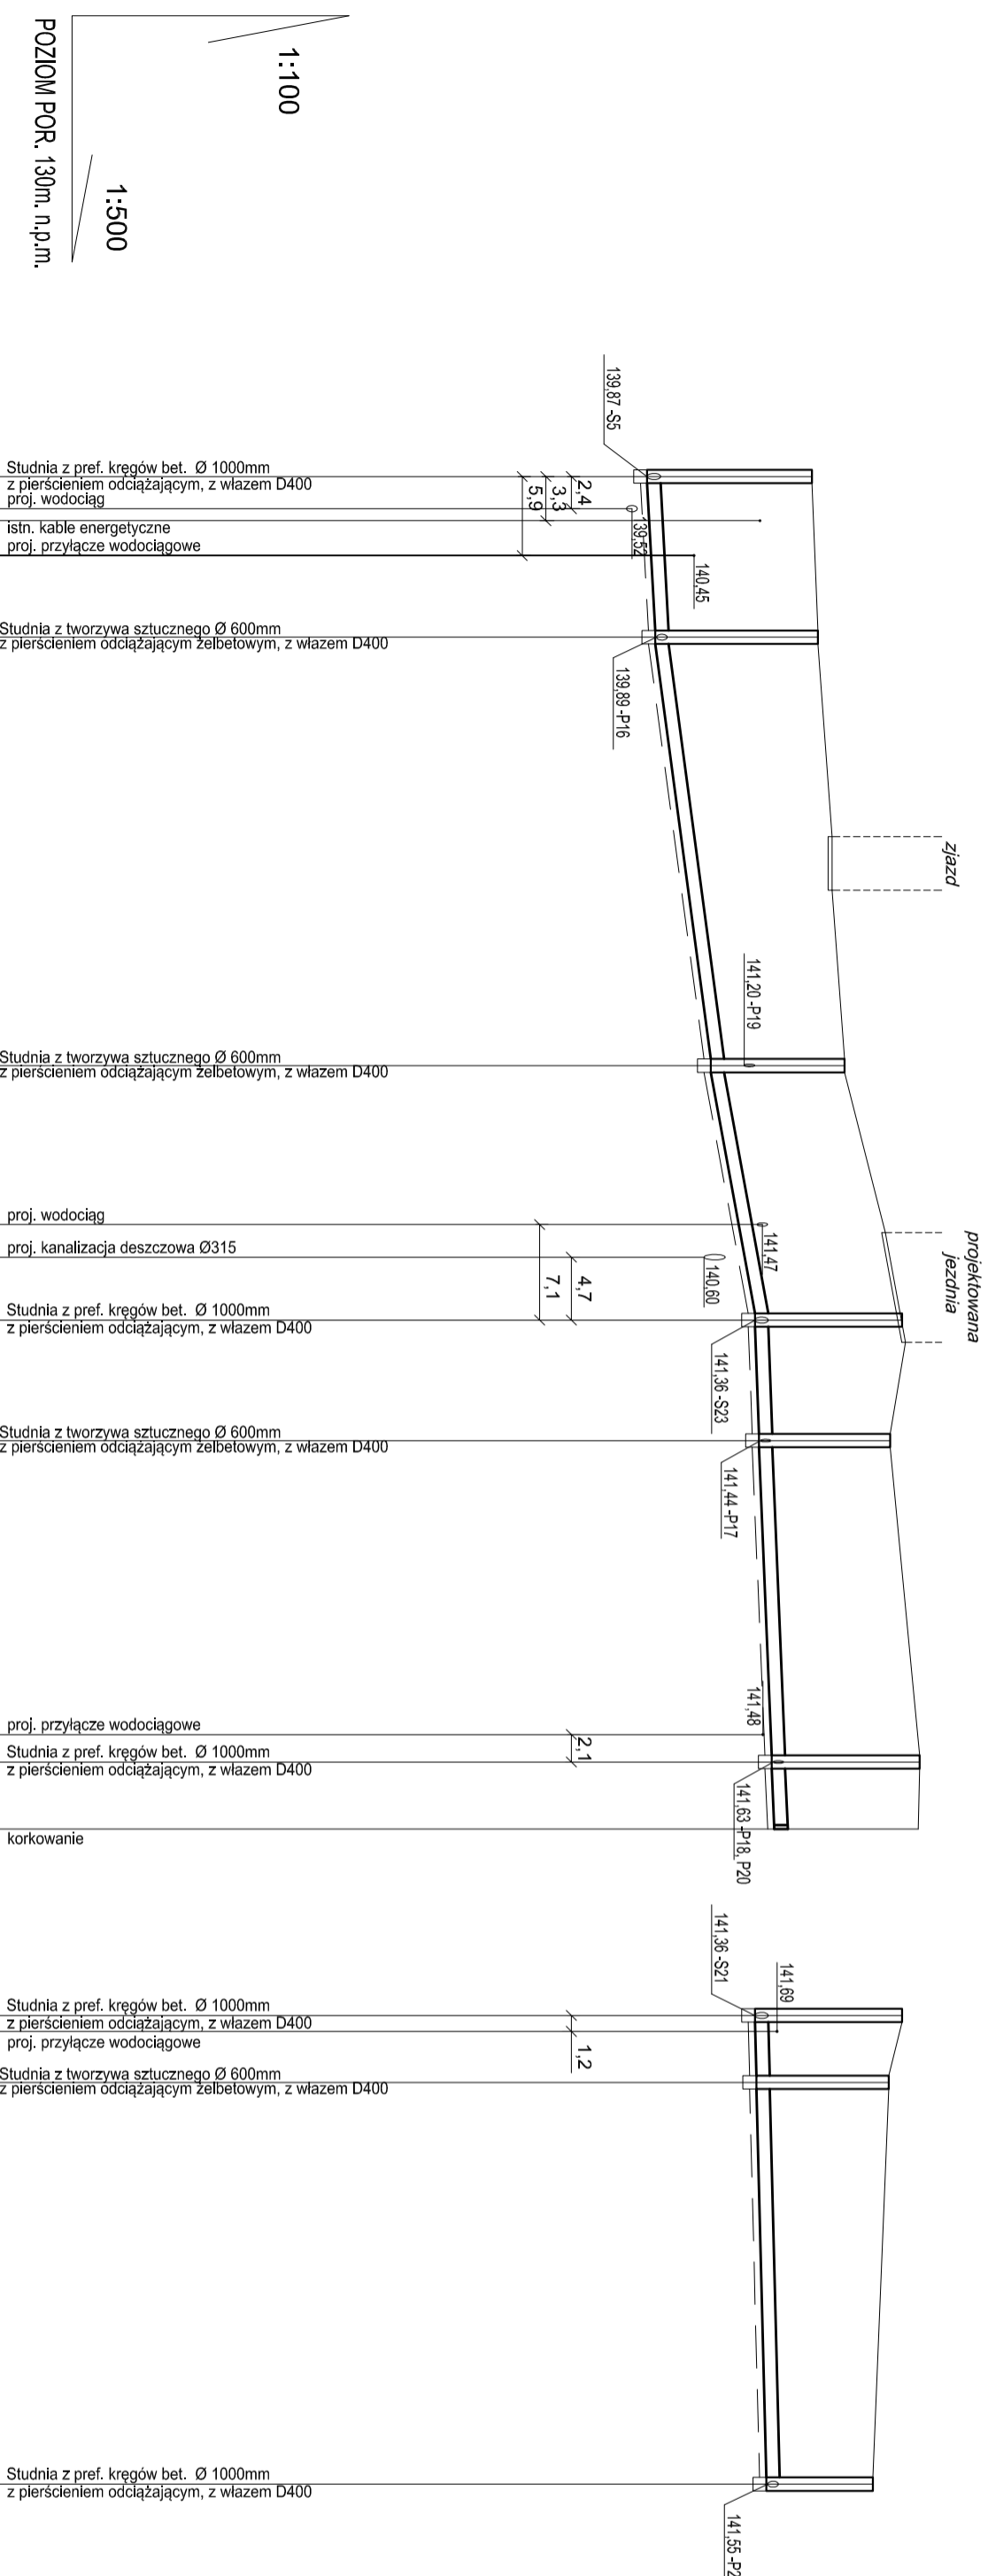 1:100
1:500
POZIOM POR. 130m. n.p.m.
139,87 -S5
Studnia z pref. kręgów bet. Ø 1000mm
z pierścieniem odciążającym, z włazem D400
proj. wodociąg
istn. kable energetyczne
proj. przyłącze wodociągowe
2,4
3,3
5,9
139,52
140,45
Studnia z tworzywa sztucznego Ø 600mm
z pierścieniem odciążającym żelbetowym, z włazem D400
139,89 -P16
zjazd
141,20 -P19
Studnia z tworzywa sztucznego Ø 600mm
z pierścieniem odciążającym żelbetowym, z włazem D400
projektowana
jezdnia
proj. wodociąg
141,47
proj. kanalizacja deszczowa Ø315
140,60
4,7
7,1
Studnia z pref. kręgów bet. Ø 1000mm
z pierścieniem odciążającym, z włazem D400
141,36 -S23
Studnia z tworzywa sztucznego Ø 600mm
z pierścieniem odciążającym żelbetowym, z włazem D400
141,44 -P17
141,48
proj. przyłącze wodociągowe
2,1
Studnia z pref. kręgów bet. Ø 1000mm
z pierścieniem odciążającym, z włazem D400
141,63 -P18, P20
korkowanie
141,36 -S21
141,69
Studnia z pref. kręgów bet. Ø 1000mm
z pierścieniem odciążającym, z włazem D400
proj. przyłącze wodociągowe
1,2
Studnia z tworzywa sztucznego Ø 600mm
z pierścieniem odciążającym żelbetowym, z włazem D400
Studnia z pref. kręgów bet. Ø 1000mm
z pierścieniem odciążającym, z włazem D400
141,55